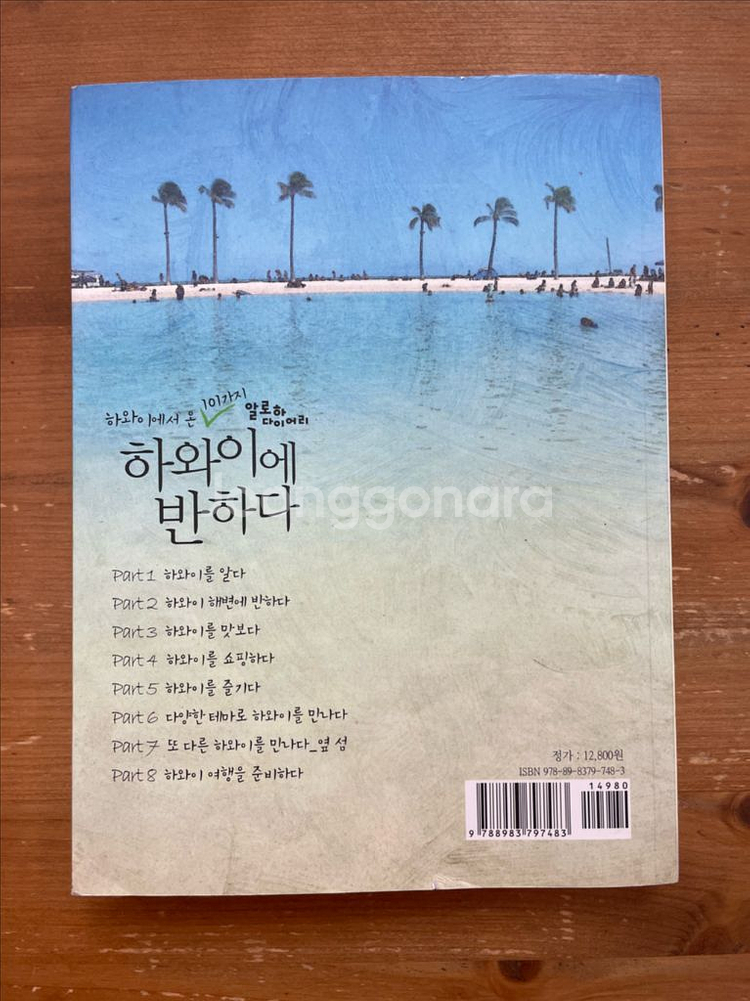 하와이에서 온 101가지 알로하 다이어리
하와이에
반하다
Part 1 하와이를 알다
Part 2 하와이 해변에 반하다
Part 3 하와이를 맛보다
Part 4 하와이를 쇼핑하다
Part 5 하와이를 즐기다
Part 6 다양한 테마로 하와이를 만나다
Part 7 또 다른 하와이를 만나다_옆 섬
Part 8 하와이 여행을 준비하다
정가 : 12,800원
ISBN 978-89-8379-748-3
14980
9 788983 797483